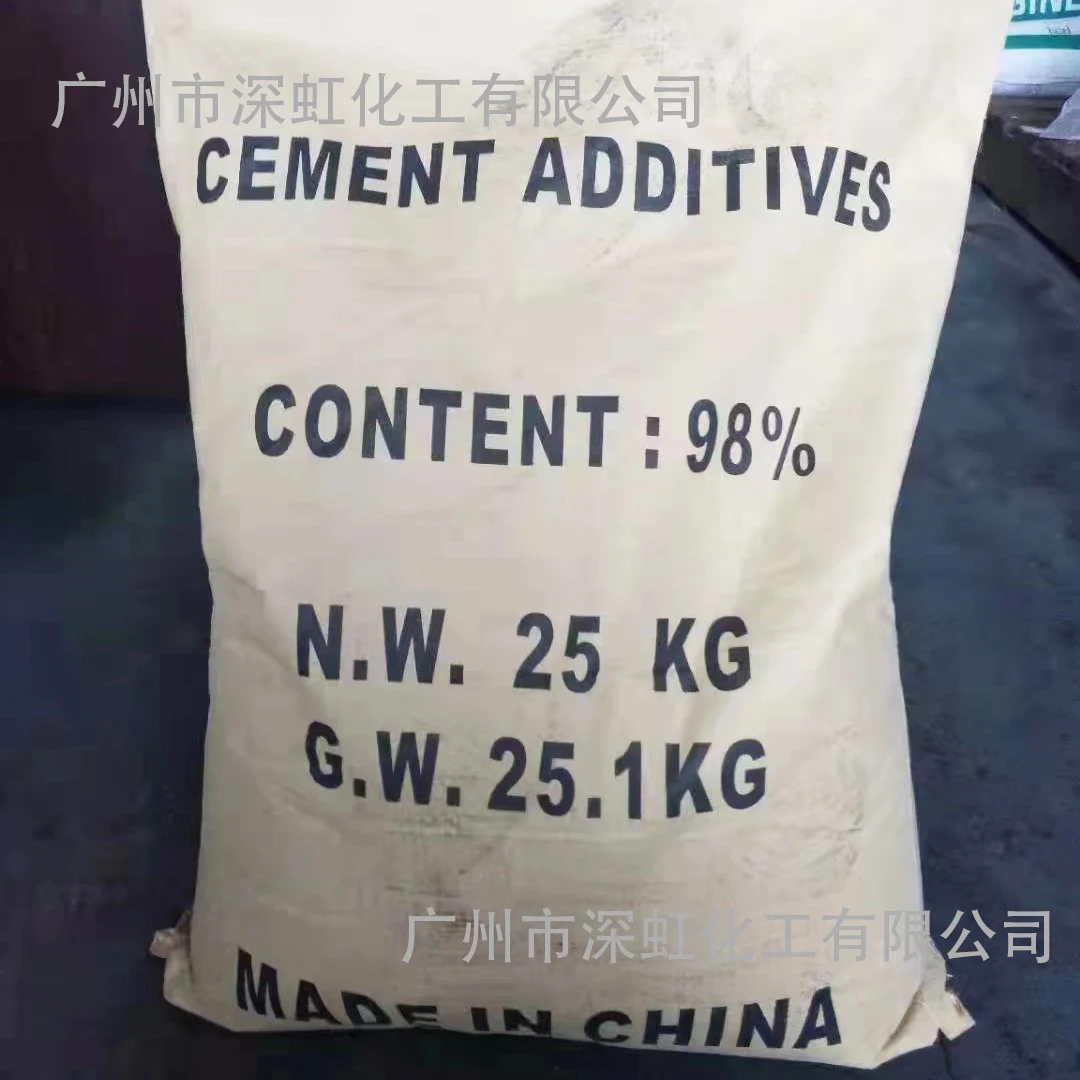 广州市深虹化工有限公司
CEMENT ADDITIVES
CONTENT : 98%
N.W. 25 KG
G.W. 25.1KG
广州市深虹化工有限公司
MADE IN CHINA